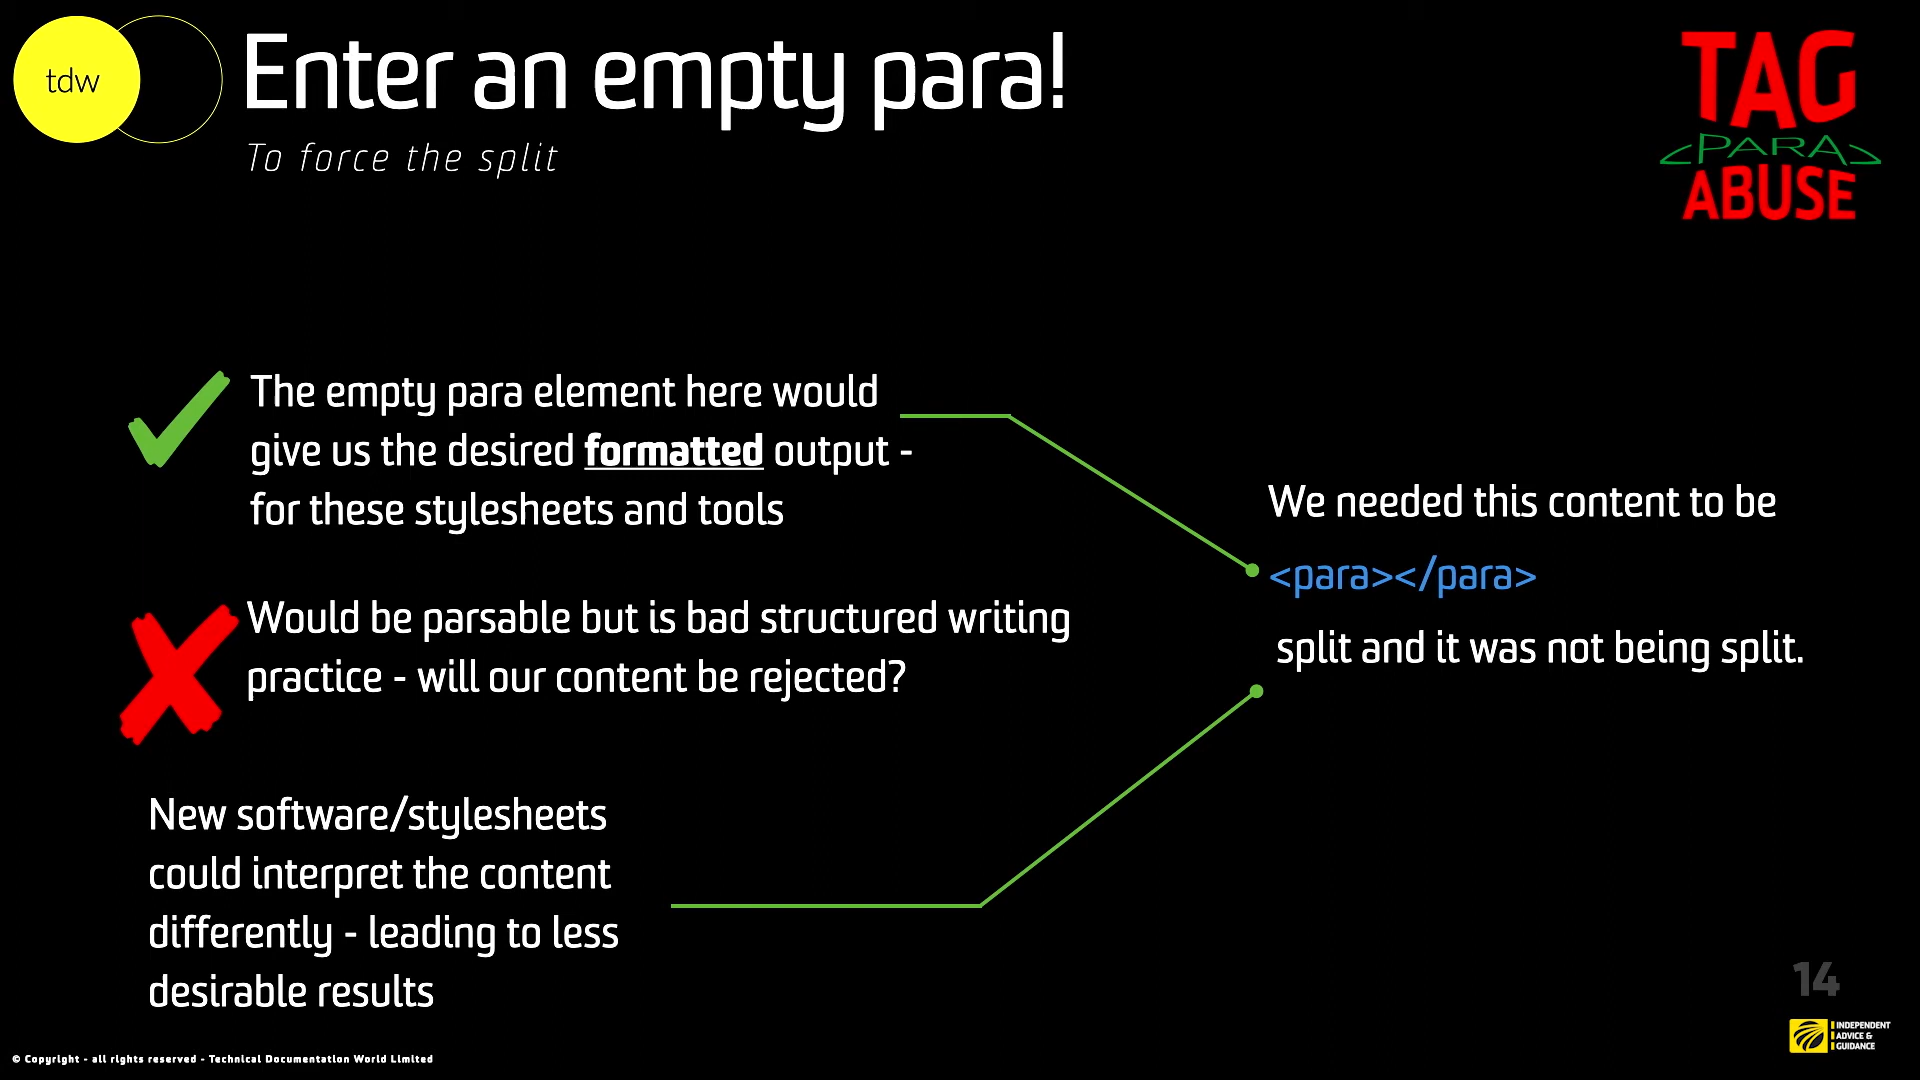 tdw
Enter an empty para!
To force the split
TAG
<PARA>
ABUSE
The empty para element here would
give us the desired formatted output -
for these stylesheets and tools
Would be parsable but is bad structured writing
practice - will our content be rejected?
New software/stylesheets
could interpret the content
differently - leading to less
desirable results
We needed this content to be
<para></para>
split and it was not being split.
14
INDEPENDENT
ADVICE &
GUIDANCE
© Copyright - all rights reserved - Technical Documentation World Limited